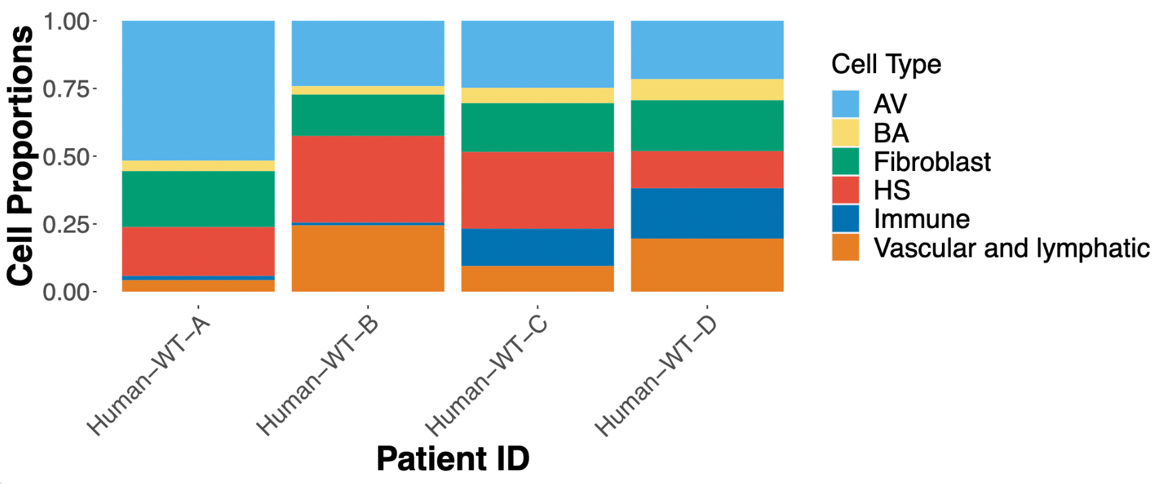 Cell Proportions
1.00
0.75
0.50
0.25
0.00
Human-WT-A
Human-WT-B
Human-WT-C
Human-WT-D
Patient ID
Cell Type
AV
BA
Fibroblast
HS
Immune
Vascular and lymphatic